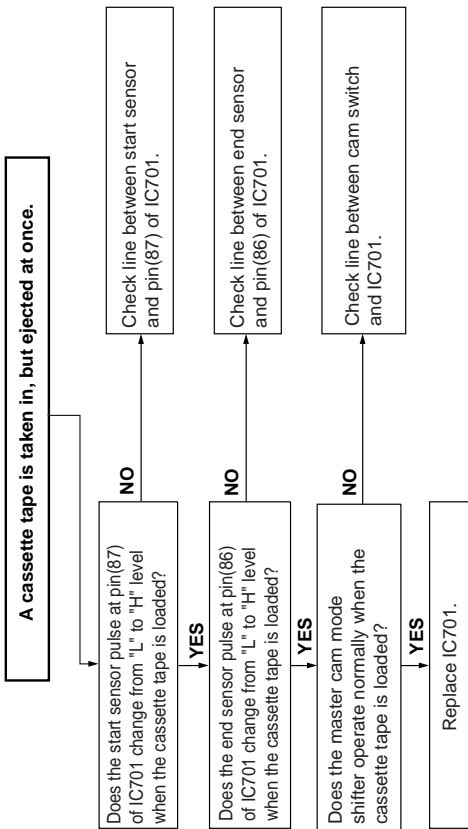 A cassette tape is taken in, but ejected at once.
Does the start sensor pulse at pin(87)
of IC701 change from "L" to "H" level
when the cassette tape is loaded?
NO
Check line between start sensor
and pin(87) of IC701.
YES
Does the end sensor pulse at pin(86)
of IC701 change from "L" to "H" level
when the cassette tape is loaded?
NO
Check line between end sensor
and pin(86) of IC701.
YES
Does the master cam mode
shifter operate normally when the
cassette tape is loaded?
NO
Check line between cam switch
and IC701.
YES
Replace IC701.